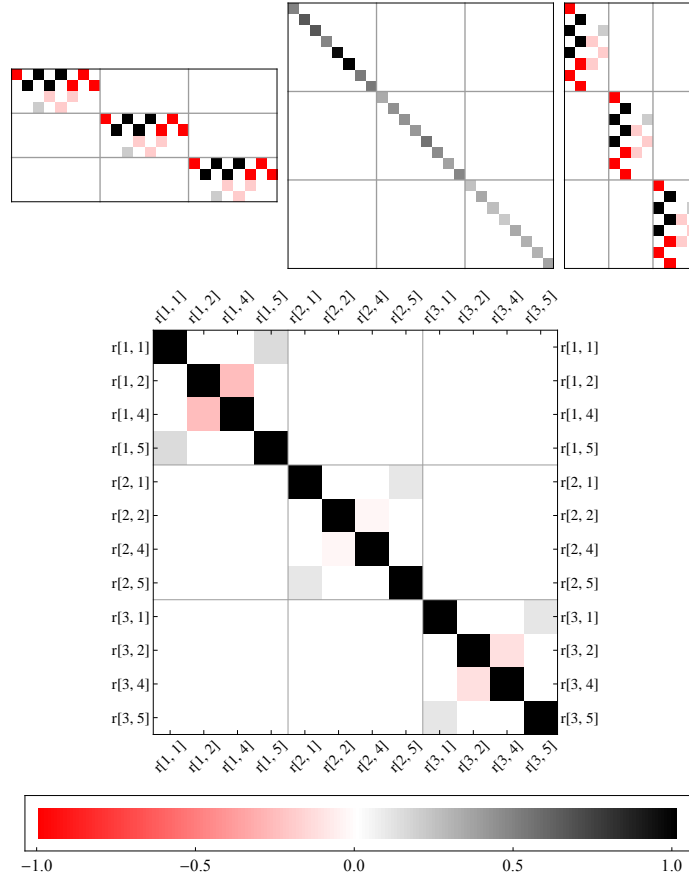 r[1, 1] r[1, 2] r[1, 4] r[1, 5] r[2, 1] r[2, 2] r[2, 4] r[2, 5] r[3, 1] r[3, 2] r[3, 4] r[3, 5]
r[1, 1] r[1, 1]
r[1, 2] r[1, 2]
r[1, 4] r[1, 4]
r[1, 5] r[1, 5]
r[2, 1] r[2, 1]
r[2, 2] r[2, 2]
r[2, 4] r[2, 4]
r[2, 5] r[2, 5]
r[3, 1] r[3, 1]
r[3, 2] r[3, 2]
r[3, 4] r[3, 4]
r[3, 5] r[3, 5]
r[1, 1] r[1, 2] r[1, 4] r[1, 5] r[2, 1] r[2, 2] r[2, 4] r[2, 5] r[3, 1] r[3, 2] r[3, 4] r[3, 5]
−1.0 −0.5 0.0 0.5 1.0